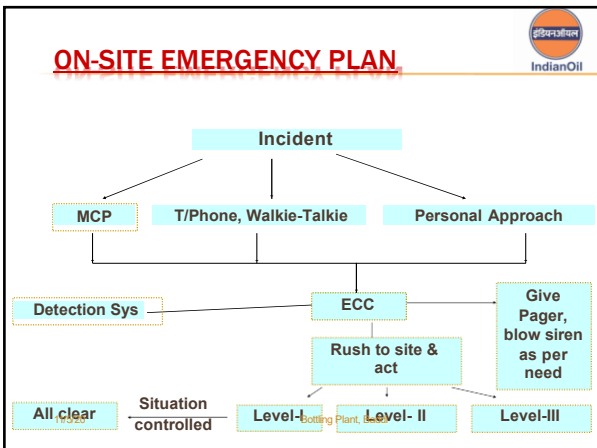 इंडियनऑयल
IndianOil
ON-SITE EMERGENCY PLAN
Incident
MCP
T/Phone, Walkie-Talkie
Personal Approach
Detection Sys
ECC
Give
Pager,
blow siren
as per
need
Rush to site &
act
All clear
Situation
controlled
Level-I
Level- II
Level-III
Bottling Plant,